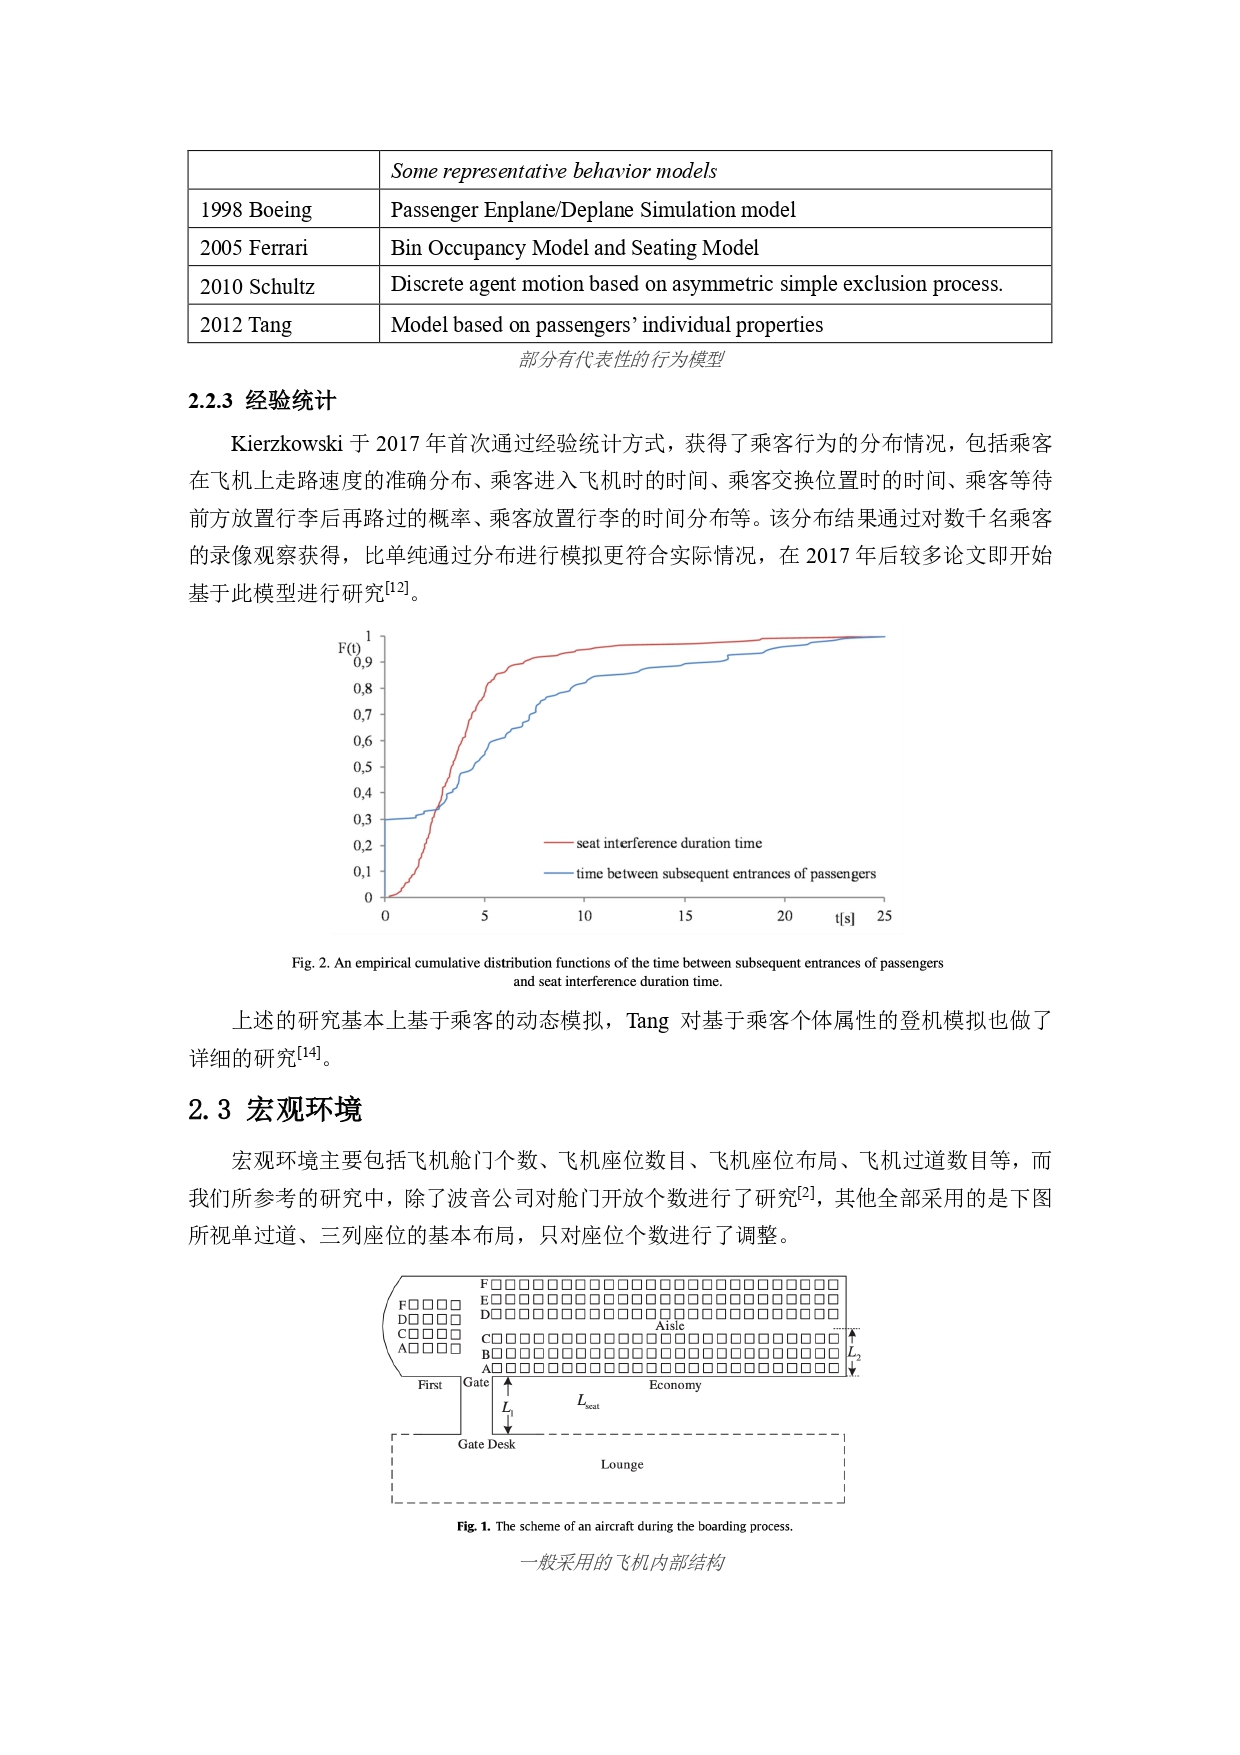 Some representative behavior models
1998 Boeing Passenger Enplane/Deplane Simulation model
2005 Ferrari Bin Occupancy Model and Seating Model
2010 Schultz Discrete agent motion based on asymmetric simple exclusion process.
2012 Tang Model based on passengers’ individual properties
部分有代表性的行为模型
2.2.3 经验统计
Kierzkowski 于 2017 年首次通过经验统计方式，获得了乘客行为的分布情况，包括乘客
在飞机上走路速度的准确分布、乘客进入飞机时的时间、乘客交换位置时的时间、乘客等待
前方放置行李后再路过的概率、乘客放置行李的时间分布等。该分布结果通过对数千名乘客
的录像观察获得，比单纯通过分布进行模拟更符合实际情况，在 2017 年后较多论文即开始
基于此模型进行研究[12]。
F(t)
1
0,9
0,8
0,7
0,6
0,5
0,4
0,3
0,2
0,1
0
seat interference duration time
time between subsequent entrances of passengers
0 5 10 15 20 t[s] 25
Fig. 2. An empirical cumulative distribution functions of the time between subsequent entrances of passengers
and seat interference duration time.
上述的研究基本上基于乘客的动态模拟，Tang 对基于乘客个体属性的登机模拟也做了
详细的研究[14]。
2.3 宏观环境
宏观环境主要包括飞机舱门个数、飞机座位数目、飞机座位布局、飞机过道数目等，而
我们所参考的研究中，除了波音公司对舱门开放个数进行了研究[2]，其他全部采用的是下图
所视单过道、三列座位的基本布局，只对座位个数进行了调整。
F
E
D
Aisle
C
B
A
F
D
C
A
L2
First Gate Economy
L1
Lseat
Gate Desk
Lounge
Fig. 1. The scheme of an aircraft during the boarding process.
一般采用的飞机内部结构